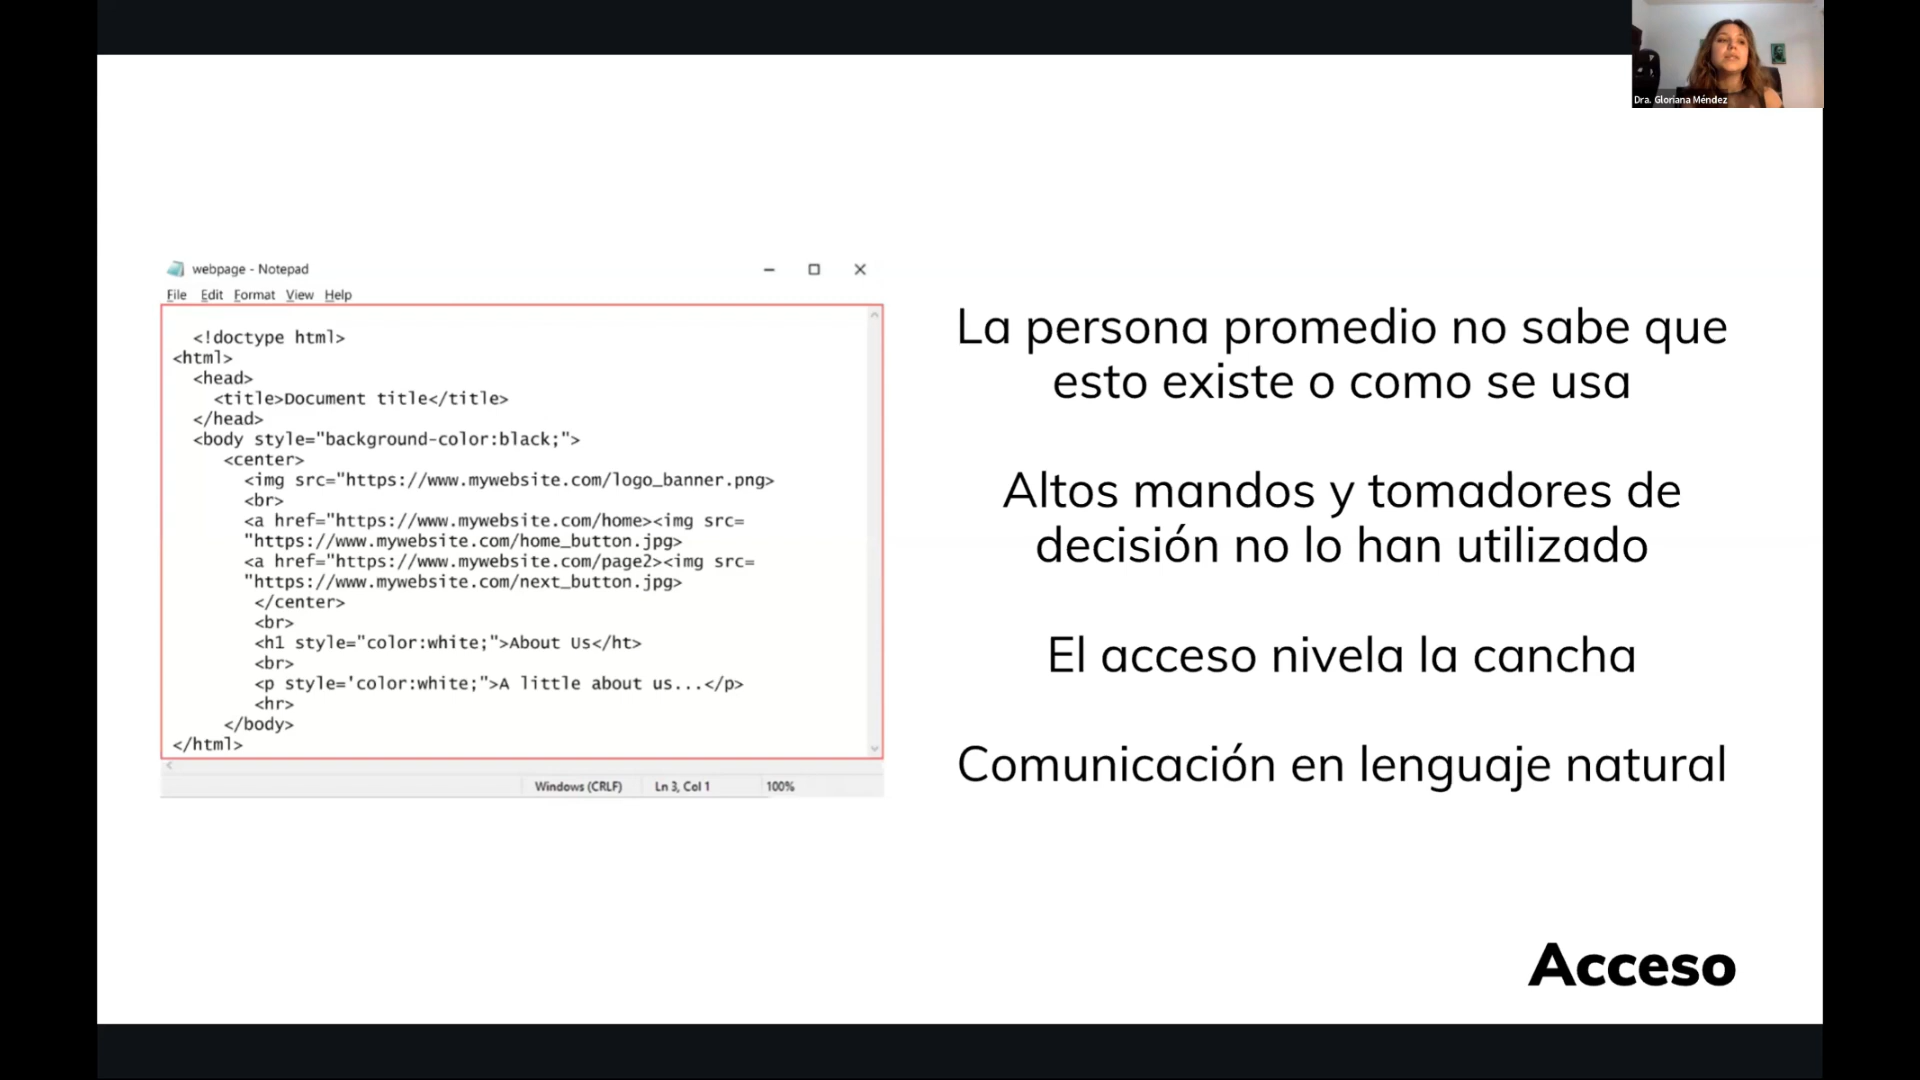 Dra. Gloriana Méndez
webpage - Notepad
File Edit Format View Help
<!doctype html>
<html>
<head>
<title>Document title</title>
</head>
<body style="background-color:black;">
<center>
<img src="https://www.mywebsite.com/logo_banner.png>
<br>
<a href="https://www.mywebsite.com/home><img src=
"https://www.mywebsite.com/home_button.jpg>
<a href="https://www.mywebsite.com/page2><img src=
"https://www.mywebsite.com/next_button.jpg>
</center>
<br>
<h1 style="color:white;">About Us</ht>
<br>
<p style='color:white;">A little about us...</p>
<hr>
</body>
</html>
Windows (CRLF) Ln 3, Col 1 100%
La persona promedio no sabe que
esto existe o como se usa
Altos mandos y tomadores de
decisión no lo han utilizado
El acceso nivela la cancha
Comunicación en lenguaje natural
Acceso